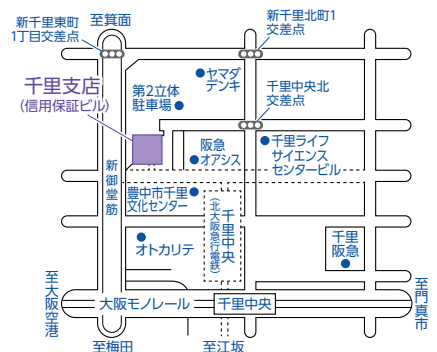 至箕面
新千里東町
1丁目交差点
新千里北町1
交差点
ヤマダ
デンキ
千里支店
(信用保証ビル)
第2立体
駐車場
千里中央北
交差点
阪急
オアシス
千里ライフ
サイエンス
センタービル
新御堂筋
豊中市千里
文化センター
千里中央
(北大阪急行電鉄)
オトカリテ
千里
阪急
至大阪空港
大阪モノレール
千里中央
至門真市
至梅田
至江坂